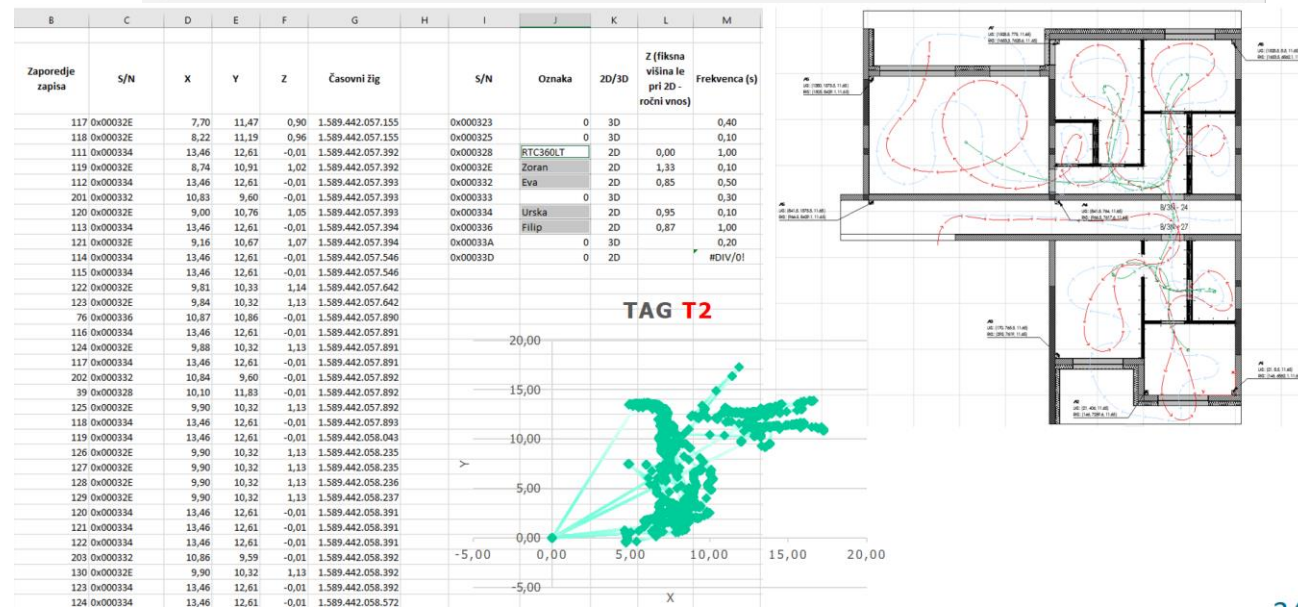 B C D E F G H I J K L M
Zaporedje zapisa S/N X Y Z Časovni žig S/N Oznaka 2D/3D Z (fiksna višina le pri 2D - ročni vnos) Frekvenca (s)
117 0x00032E 7,70 11,47 0,90 1.589.442.057.155 0x000323 0 3D 0,40
118 0x00032E 8,22 11,19 0,96 1.589.442.057.155 0x000325 0 3D 0,10
111 0x000334 13,46 12,61 -0,01 1.589.442.057.392 0x000328 RTC360LT 2D 0,00 1,00
119 0x00032E 8,74 10,91 1,02 1.589.442.057.392 0x00032E Zoran 2D 1,33 0,10
112 0x000334 13,46 12,61 -0,01 1.589.442.057.393 0x000332 Eva 2D 0,85 0,50
201 0x000332 10,83 9,60 -0,01 1.589.442.057.393 0x000333 0 3D 0,30
120 0x00032E 9,00 10,76 1,05 1.589.442.057.393 0x000334 Urska 2D 0,95 0,10
113 0x000334 13,46 12,61 -0,01 1.589.442.057.394 0x000336 Filip 2D 0,87 1,00
121 0x00032E 9,16 10,67 1,07 1.589.442.057.394 0x00033A 0 3D 0,20
114 0x000334 13,46 12,61 -0,01 1.589.442.057.546 0x00033D 0 2D #DIV/0!
115 0x000334 13,46 12,61 -0,01 1.589.442.057.546
122 0x00032E 9,81 10,33 1,14 1.589.442.057.642
123 0x00032E 9,84 10,32 1,13 1.589.442.057.642
76 0x000336 10,87 10,86 -0,01 1.589.442.057.890
116 0x000334 13,46 12,61 -0,01 1.589.442.057.891
124 0x00032E 9,88 10,32 1,13 1.589.442.057.891
117 0x000334 13,46 12,61 -0,01 1.589.442.057.891
202 0x000332 10,84 9,60 -0,01 1.589.442.057.892
39 0x000328 10,10 11,83 -0,01 1.589.442.057.892
125 0x00032E 9,90 10,32 1,13 1.589.442.057.892
118 0x000334 13,46 12,61 -0,01 1.589.442.057.893
119 0x000334 13,46 12,61 -0,01 1.589.442.058.043
126 0x00032E 9,90 10,32 1,13 1.589.442.058.235
127 0x00032E 9,90 10,32 1,13 1.589.442.058.235
128 0x00032E 9,90 10,32 1,13 1.589.442.058.236
129 0x00032E 9,90 10,32 1,13 1.589.442.058.237
120 0x000334 13,46 12,61 -0,01 1.589.442.058.391
121 0x000334 13,46 12,61 -0,01 1.589.442.058.391
122 0x000334 13,46 12,61 -0,01 1.589.442.058.391
203 0x000332 10,86 9,59 -0,01 1.589.442.058.392
130 0x00032E 9,90 10,32 1,13 1.589.442.058.392
123 0x000334 13,46 12,61 -0,01 1.589.442.058.392
124 0x000334 13,46 12,61 -0,01 1.589.442.058.572
TAG T2
20,00
15,00
10,00
5,00
0,00
-5,00
Y
-5,00 0,00 5,00 10,00 15,00 20,00
X
B/3N - 24
B/3N - 27